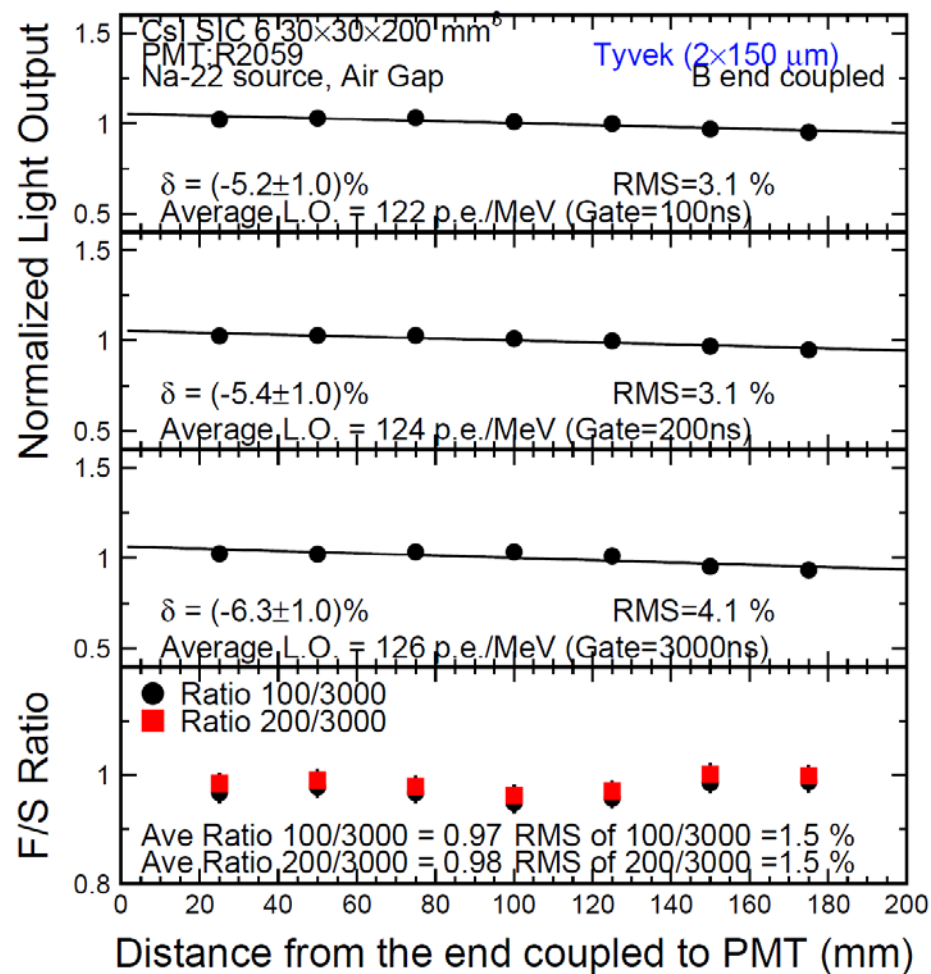 CsI SIC 6 30×30×200 mm³
PMT:R2059
Tyvek (2×150 μm)
Na-22 source, Air Gap
B end coupled
1.5
1
0.5
δ = (-5.2±1.0)%
RMS=3.1 %
Average L.O. = 122 p.e./MeV (Gate=100ns)
1.5
1
0.5
δ = (-5.4±1.0)%
RMS=3.1 %
Average L.O. = 124 p.e./MeV (Gate=200ns)
1.5
1
0.5
δ = (-6.3±1.0)%
RMS=4.1 %
Average L.O. = 126 p.e./MeV (Gate=3000ns)
Normalized Light Output
Ratio 100/3000
Ratio 200/3000
1
0.8
Ave Ratio 100/3000 = 0.97 RMS of 100/3000 =1.5 %
Ave Ratio 200/3000 = 0.98 RMS of 200/3000 =1.5 %
F/S Ratio
0 20 40 60 80 100 120 140 160 180 200
Distance from the end coupled to PMT (mm)